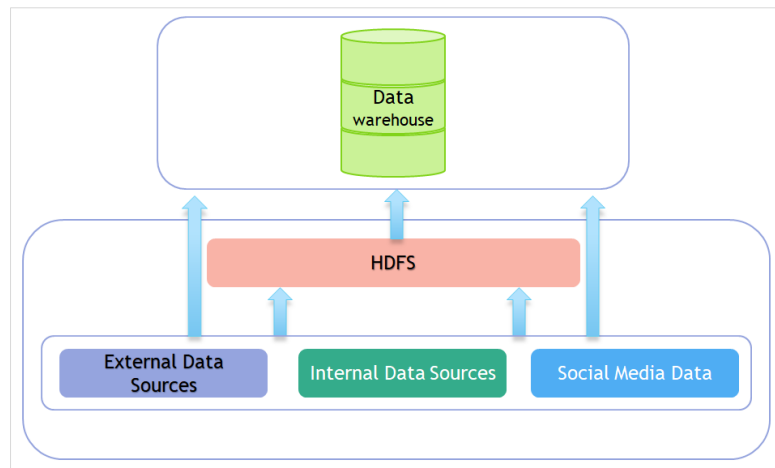 Data
warehouse
HDFS
External Data
Sources
Internal Data Sources
Social Media Data